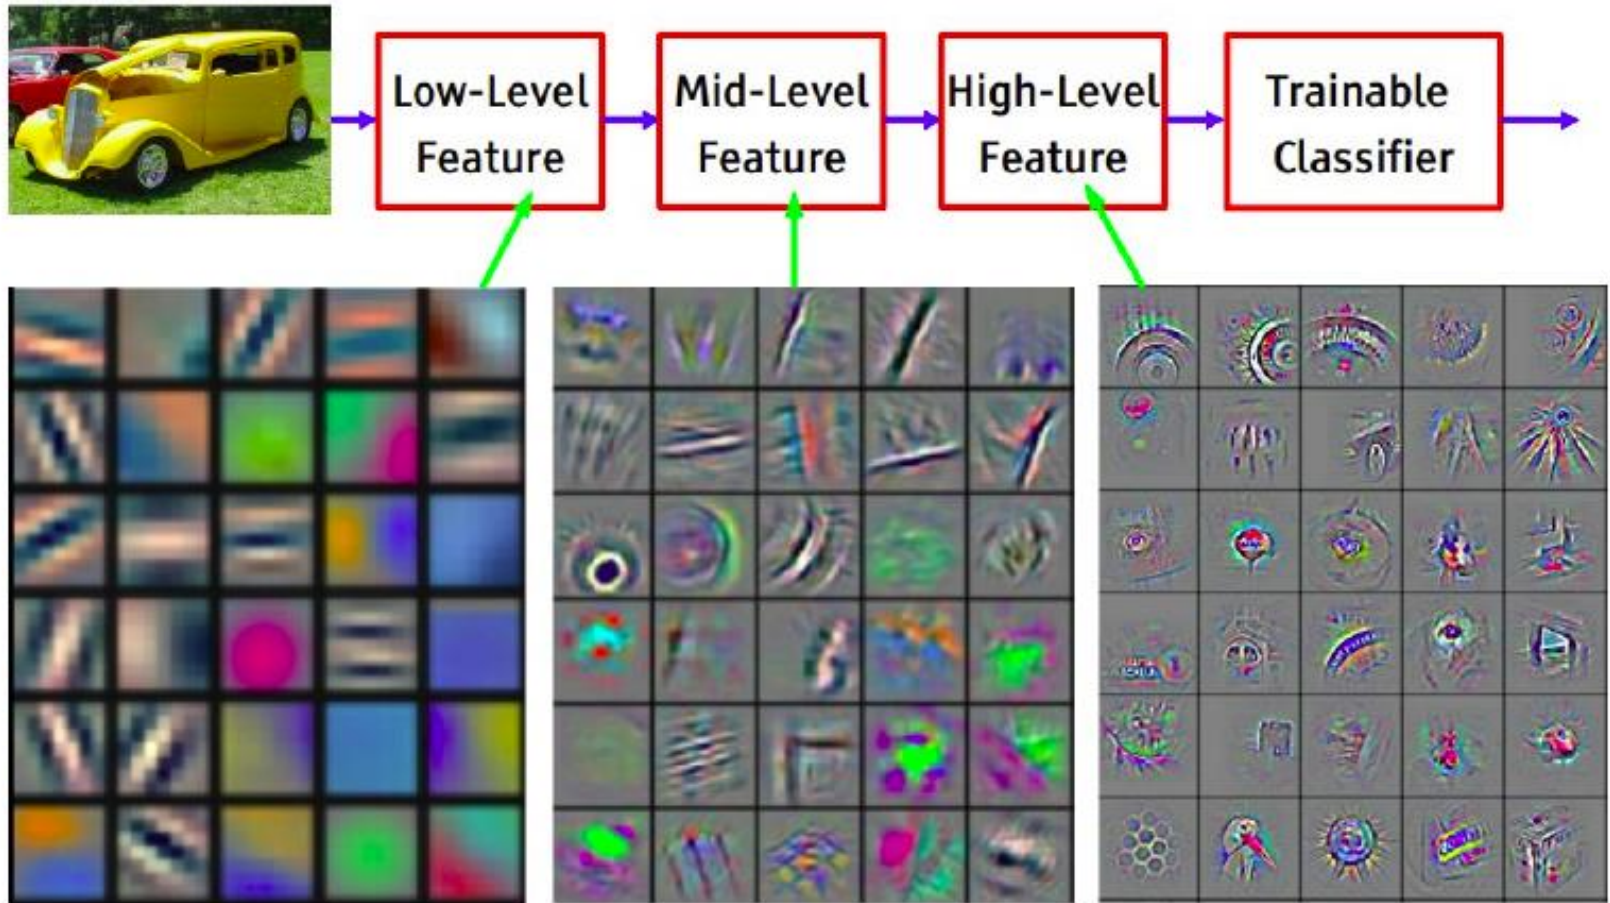 Low-Level
Feature
Mid-Level
Feature
High-Level
Feature
Trainable
Classifier